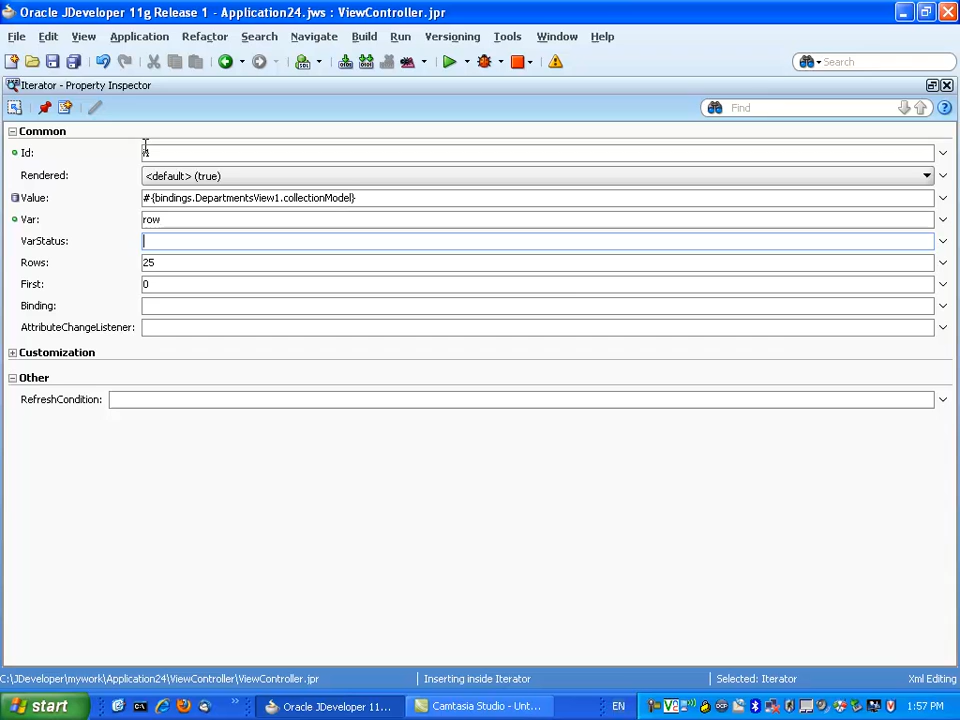 Oracle JDeveloper 11g Release 1 - Application24.jws : ViewController.jpr
File Edit View Application Refactor Search Navigate Build Run Versioning Tools Window Help
Search
Iterator - Property Inspector
Find
Common
Id:
Rendered: <default> (true)
Value: #{bindings.DepartmentsView1.collectionModel}
Var: row
VarStatus:
Rows: 25
First: 0
Binding:
AttributeChangeListener:
Customization
Other
RefreshCondition:
C:\JDeveloper\mywork\Application24\ViewController\ViewController.jpr Inserting inside Iterator Selected: Iterator Xml Editing
start Oracle JDeveloper 11... Camtasia Studio - Unt... EN 1:57 PM